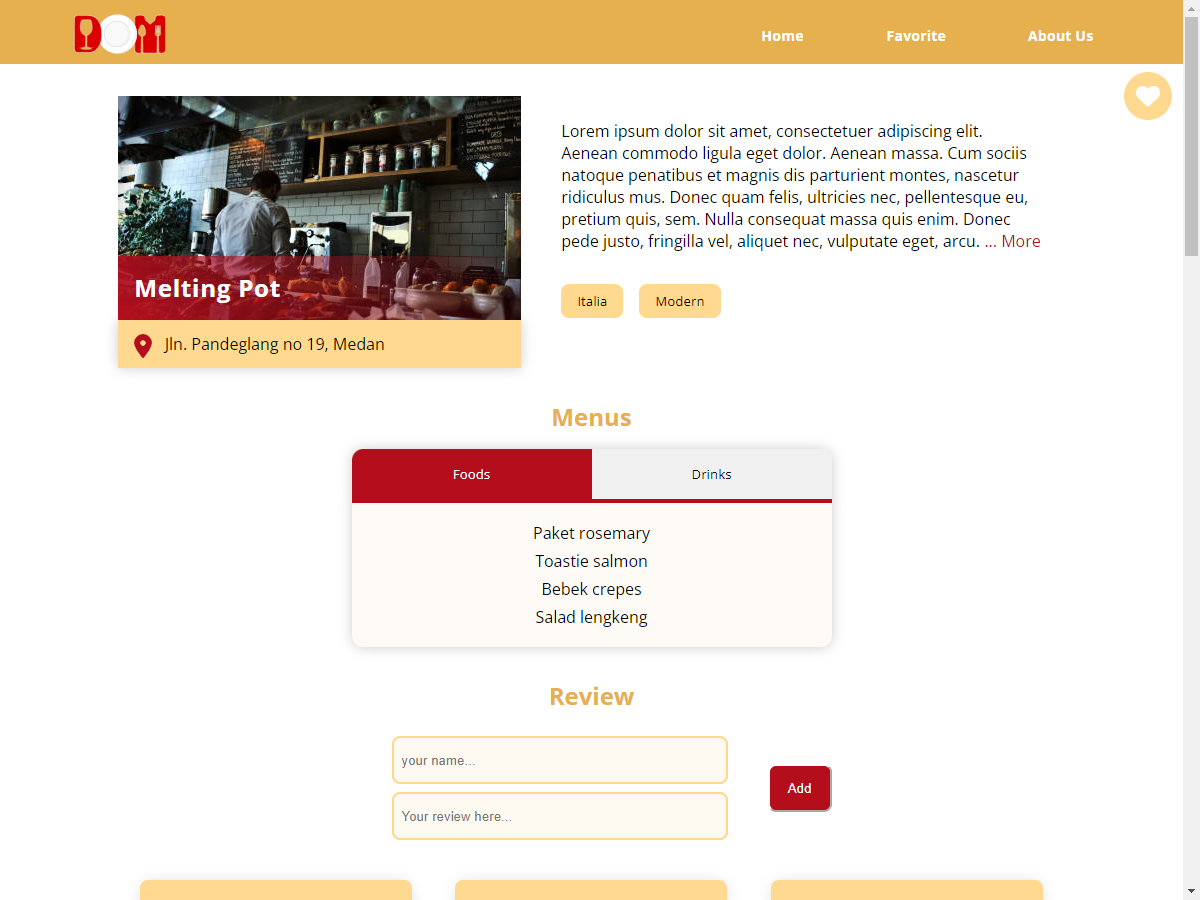 DOM
Home
Favorite
About Us
Lorem ipsum dolor sit amet, consectetuer adipiscing elit.
Aenean commodo ligula eget dolor. Aenean massa. Cum sociis
natoque penatibus et magnis dis parturient montes, nascetur
ridiculus mus. Donec quam felis, ultricies nec, pellentesque eu,
pretium quis, sem. Nulla consequat massa quis enim. Donec
pede justo, fringilla vel, aliquet nec, vulputate eget, arcu. ... More
Melting Pot
Italia
Modern
Jln. Pandeglang no 19, Medan
Menus
Foods
Drinks
Paket rosemary
Toastie salmon
Bebek crepes
Salad lengkeng
Review
your name...
Your review here...
Add